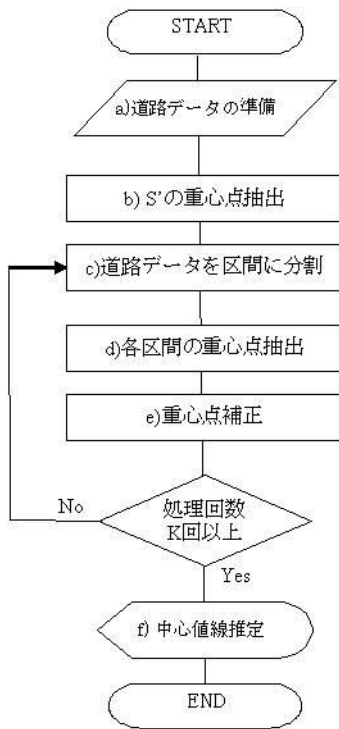 START
a)道路データの準備
b) S'の重心点抽出
c)道路データを区間に分割
d)各区間の重心点抽出
e)重心点補正
処理回数
K回以上
No
Yes
f) 中心値線推定
END